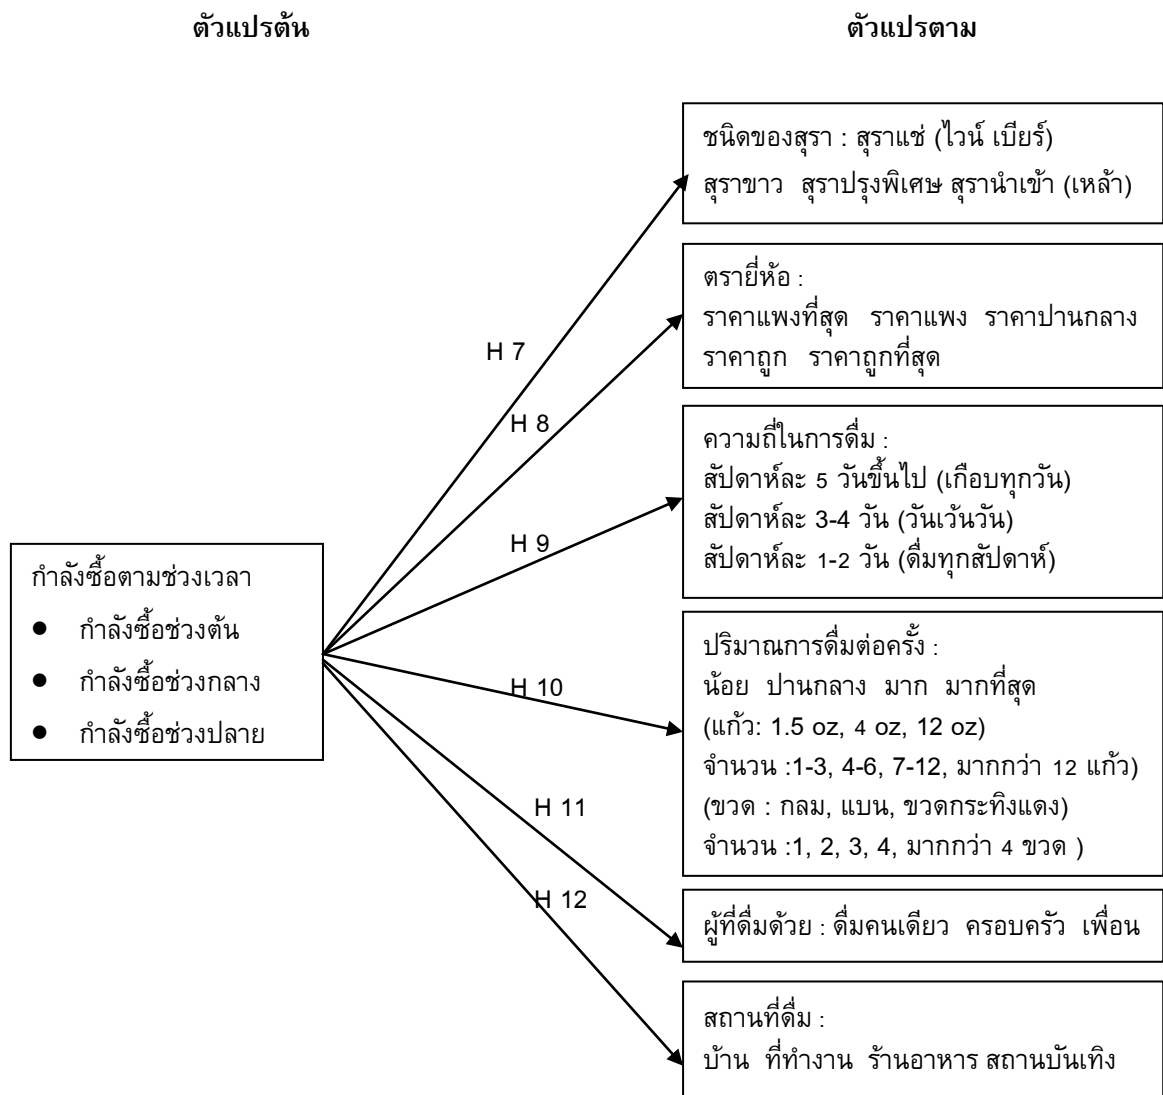 ตัวแปรต้น
ตัวแปรตาม
ชนิดของสุรา : สุราแช่ (ไวน์ เบียร์)
สุราขาว สุราปรุงพิเศษ สุรานำเข้า (เหล้า)
ตรายี่ห้อ :
ราคาแพงที่สุด ราคาแพง ราคาปานกลาง
ราคาถูก ราคาถูกที่สุด
H 7
H 8
ความถี่ในการดื่ม :
สัปดาห์ละ 5 วันขึ้นไป (เกือบทุกวัน)
สัปดาห์ละ 3-4 วัน (วันเว้นวัน)
สัปดาห์ละ 1-2 วัน (ดื่มทุกสัปดาห์)
H 9
กำลังซื้อตามช่วงเวลา
● กำลังซื้อช่วงต้น
● กำลังซื้อช่วงกลาง
● กำลังซื้อช่วงปลาย
H 10
ปริมาณการดื่มต่อครั้ง :
น้อย ปานกลาง มาก มากที่สุด
(แก้ว: 1.5 oz, 4 oz, 12 oz)
จำนวน :1-3, 4-6, 7-12, มากกว่า 12 แก้ว)
(ขวด : กลม, แบน, ขวดกระทิงแดง)
จำนวน :1, 2, 3, 4, มากกว่า 4 ขวด )
H 11
H 12
ผู้ที่ดื่มด้วย : ดื่มคนเดียว ครอบครัว เพื่อน
สถานที่ดื่ม :
บ้าน ที่ทำงาน ร้านอาหาร สถานบันเทิง